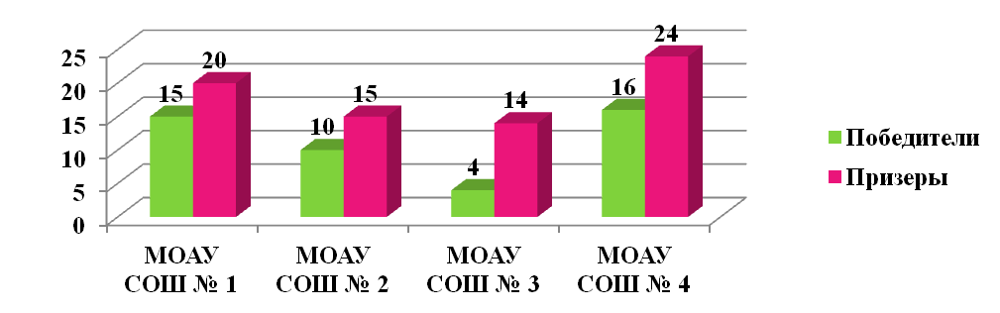 25
20
15
10
5
0
15
20
10
15
4
14
16
24
МОАУ
СОШ № 1
МОАУ
СОШ № 2
МОАУ
СОШ № 3
МОАУ
СОШ № 4
Победители
Призеры